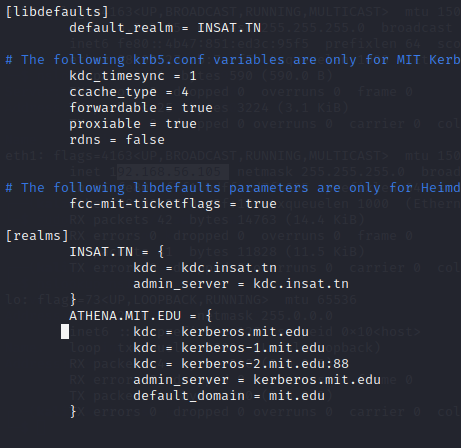 [libdefaults]
default_realm = INSAT.TN
# The following krb5.conf variables are only for MIT Kerb
kdc_timesync = 1
ccache_type = 4
forwardable = true
proxiable = true
rdns = false
# The following libdefaults parameters are only for Heimd
fcc-mit-ticketflags = true
[realms]
INSAT.TN = {
kdc = kdc.insat.tn
admin_server = kdc.insat.tn
}
ATHENA.MIT.EDU = {
kdc = kerberos.mit.edu
kdc = kerberos-1.mit.edu
kdc = kerberos-2.mit.edu:88
admin_server = kerberos.mit.edu
default_domain = mit.edu
}